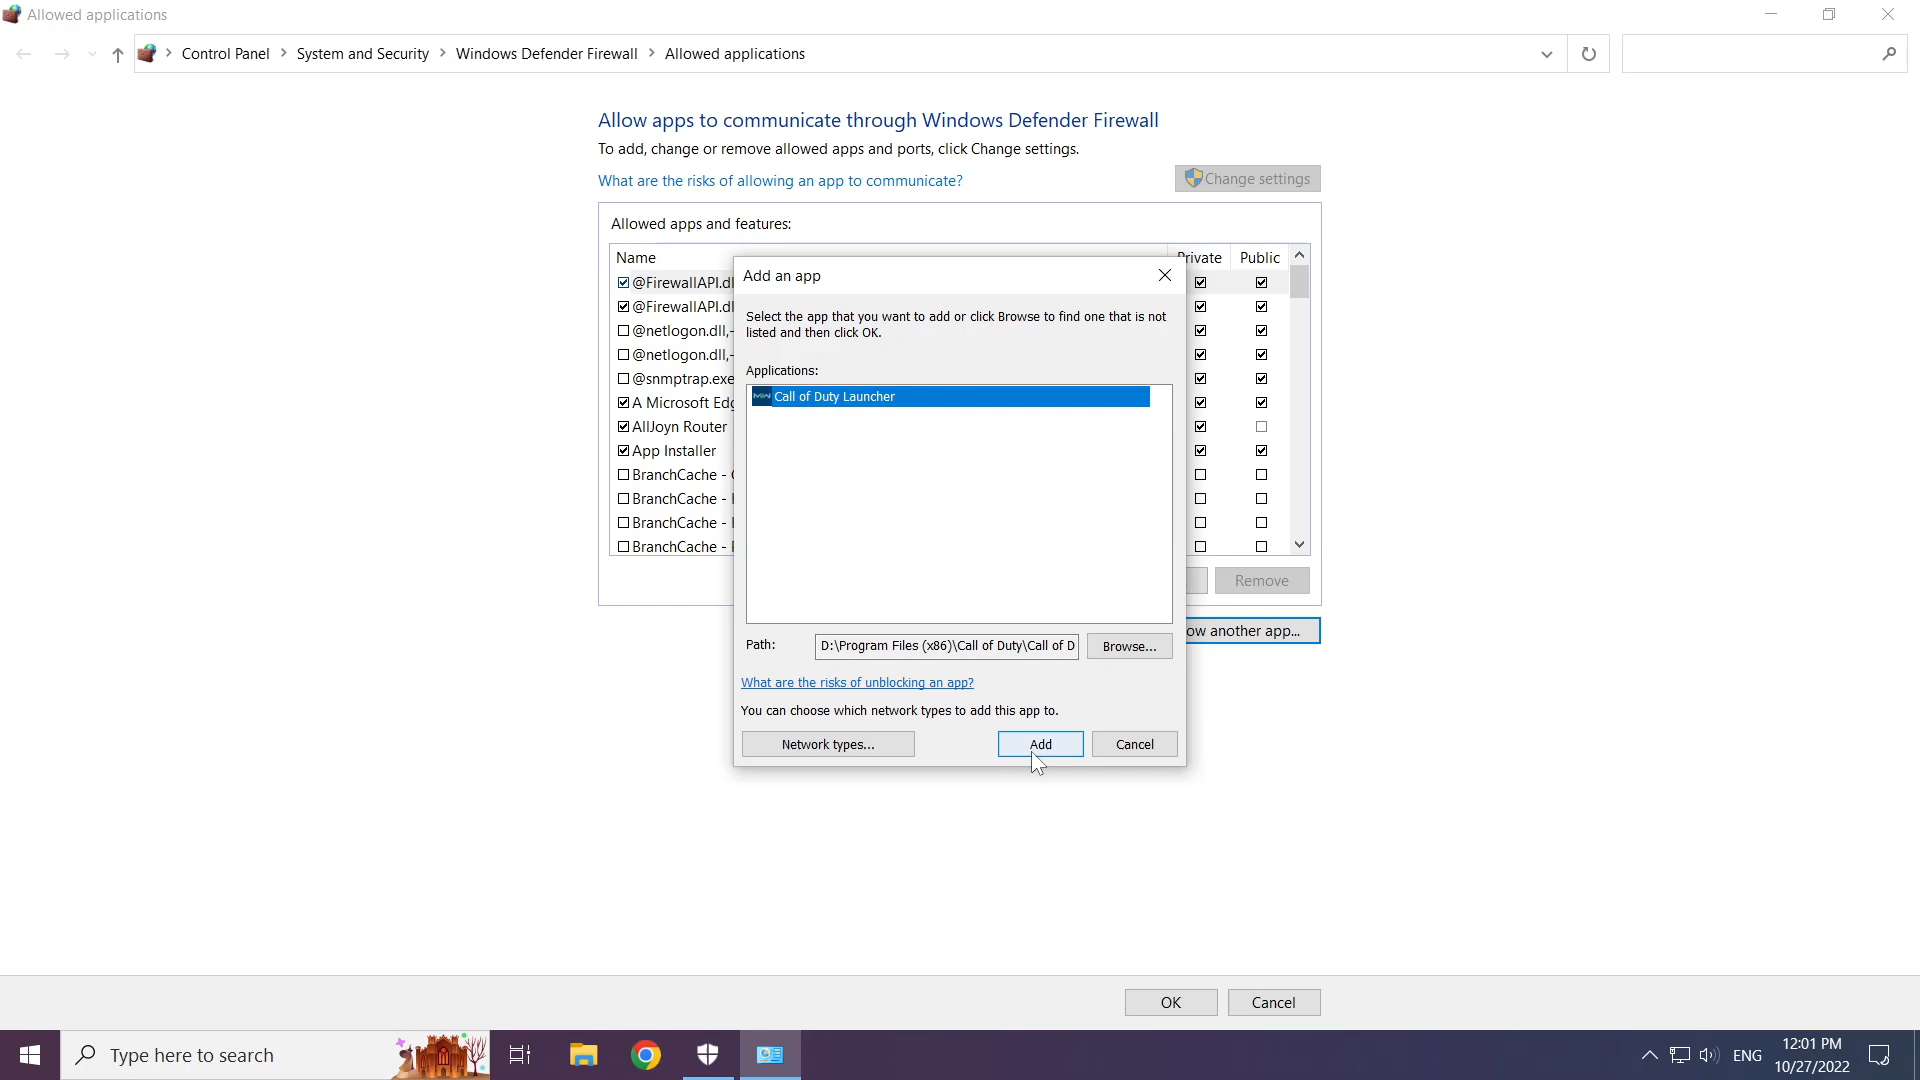 Allowed applications
Control Panel > System and Security > Windows Defender Firewall > Allowed applications
Allow apps to communicate through Windows Defender Firewall
To add, change or remove allowed apps and ports, click Change settings.
What are the risks of allowing an app to communicate?
Change settings
Allowed apps and features:
Name
Private Public
@FirewallAPI.dl
@FirewallAPI.d
@netlogon.dll,-
@netlogon.dll,-
@snmptrap.exe
A Microsoft Edg
AllJoyn Router
App Installer
BranchCache -
BranchCache -
BranchCache -
BranchCache -
Remove
ow another app...
Add an app
Select the app that you want to add or click Browse to find one that is not
listed and then click OK.
Applications:
MW Call of Duty Launcher
Path: D:\Program Files (x86)\Call of Duty\Call of D Browse...
What are the risks of unblocking an app?
You can choose which network types to add this app to.
Network types... Add Cancel
OK Cancel
Type here to search
ENG
12:01 PM
10/27/2022